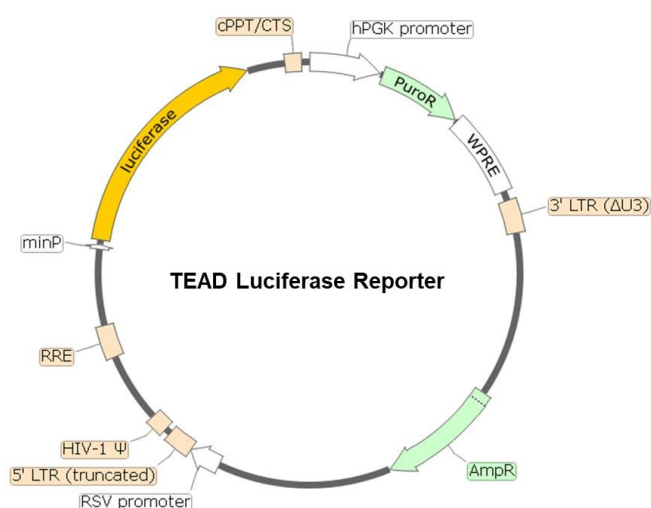 cPPT/CTS
hPGK promoter
PuroR
WPRE
luciferase
3' LTR (ΔU3)
minP
TEAD Luciferase Reporter
RRE
HIV-1 Ψ
5' LTR (truncated)
RSV promoter
AmpR